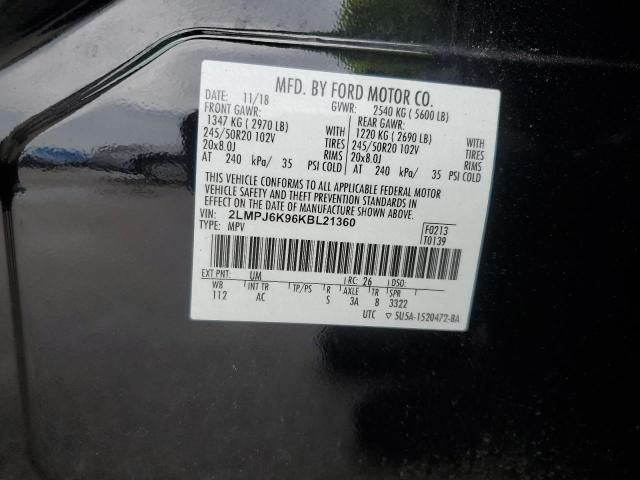 MFD. BY FORD MOTOR CO.
DATE: 11/18 GVWR: 2540 KG ( 5600 LB)
FRONT GAWR: REAR GAWR:
1347 KG ( 2970 LB) WITH 1220 KG ( 2690 LB) WITH
245/50R20 102V TIRES 245/50R20 102V TIRES
20x8.0J RIMS 20x8.0J RIMS
AT 240 kPa/ 35 PSI COLD AT 240 kPa/ 35 PSI COLD
THIS VEHICLE CONFORMS TO ALL APPLICABLE FEDERAL MOTOR
VEHICLE SAFETY AND THEFT PREVENTION STANDARDS IN
EFFECT ON THE DATE OF MANUFACTURE SHOWN ABOVE.
VIN: 2LMPJ6K96KBL21360 F0213
TYPE: MPV T0139
EXT PNT: UM RC: 26 DSO:
WB INT TR TP/PS R AXLE TR SPR
112 AC S 3A 8 3322
UTC ▽ 5U5A-1520472-BA